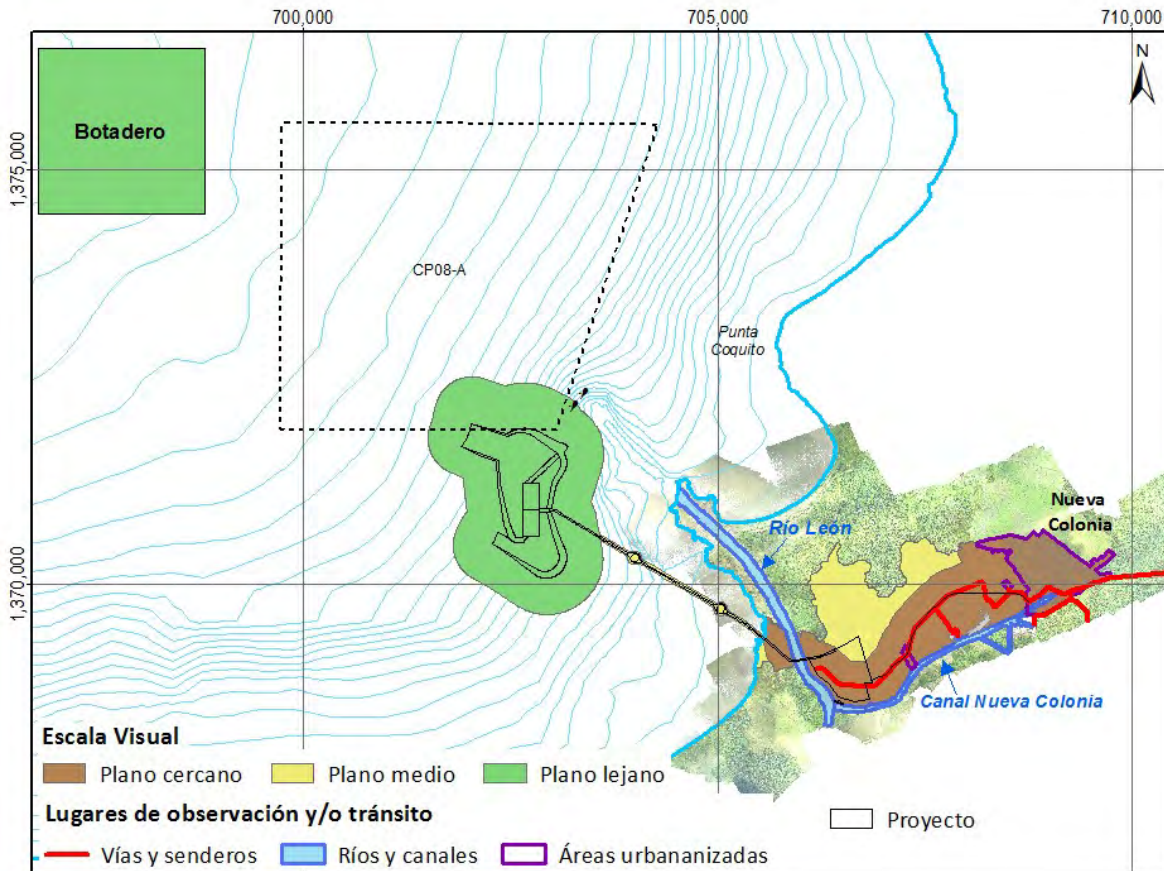 700,000
705,000
710,000
N
Botadero
1,375,000
CP08-A
Punta
Coquito
Nueva
Colonia
Río León
1,370,000
Canal Nueva Colonia
Escala Visual
Plano cercano
Plano medio
Plano lejano
Lugares de observación y/o tránsito
Proyecto
Vías y senderos
Ríos y canales
Áreas urbananizadas